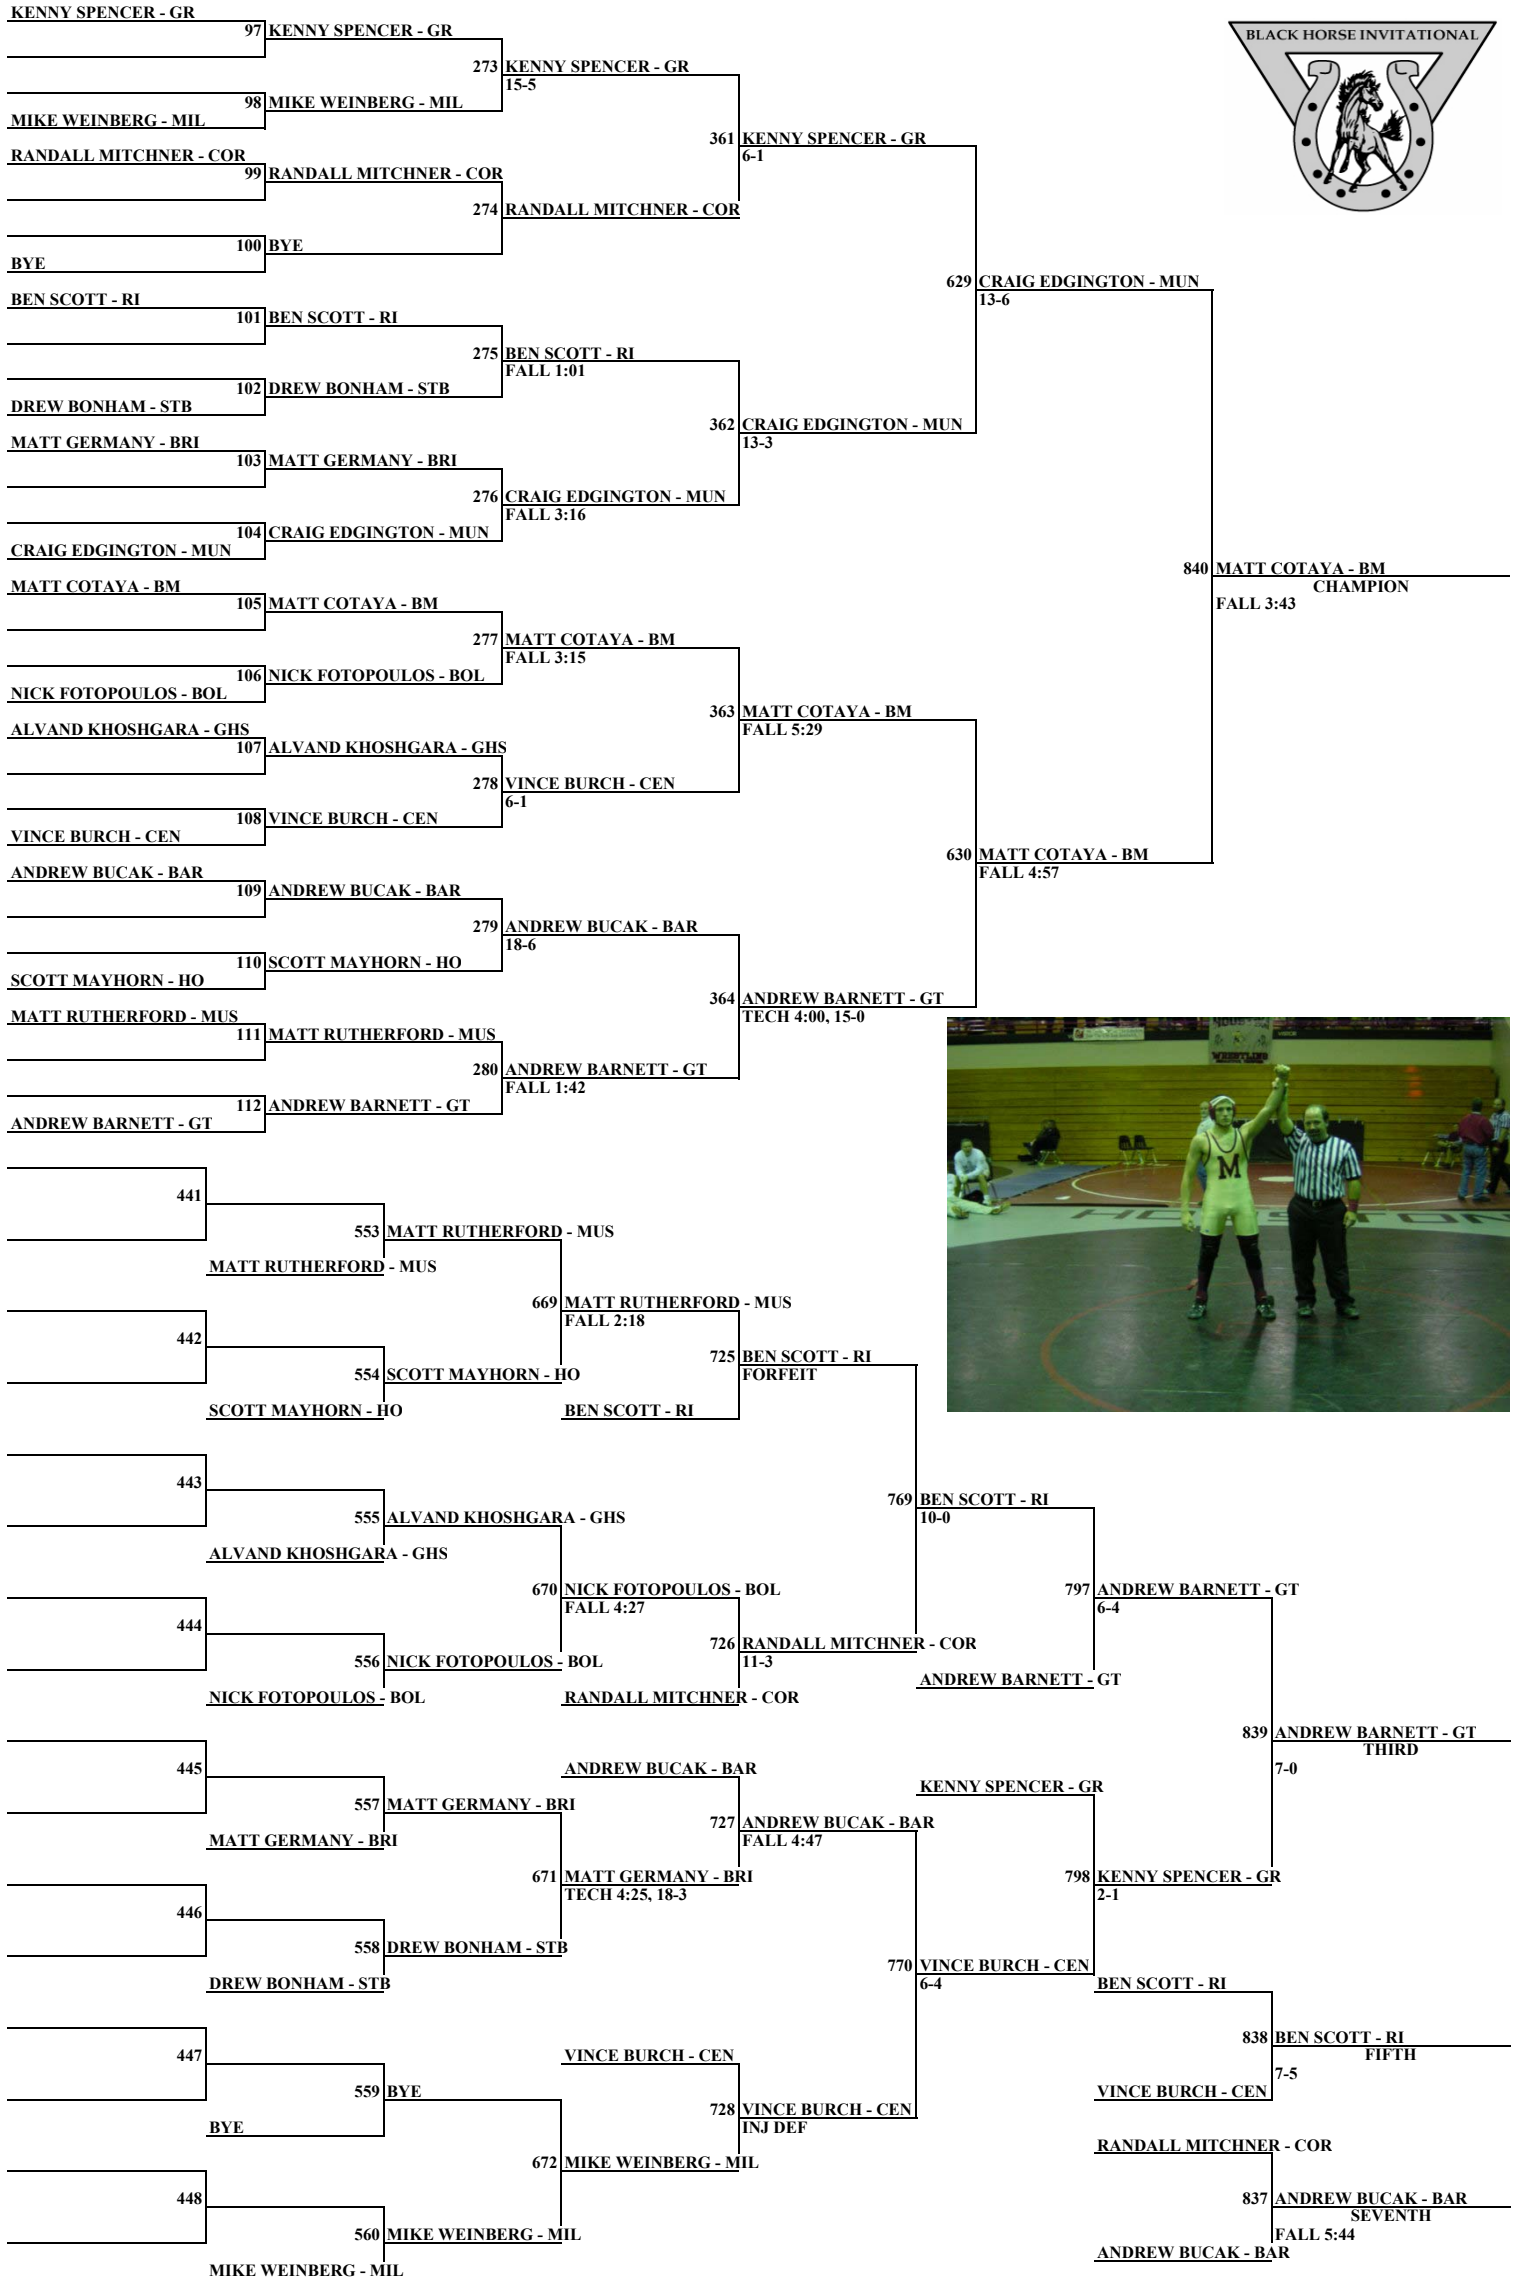 KENNY SPENCER - GR
97 KENNY SPENCER - GR
273 KENNY SPENCER - GR
15-5
98 MIKE WEINBERG - MIL
MIKE WEINBERG - MIL
361 KENNY SPENCER - GR
6-1
RANDALL MITCHNER - COR
99 RANDALL MITCHNER - COR
274 RANDALL MITCHNER - COR
100 BYE
BYE
629 CRAIG EDGINGTON - MUN
13-6
BEN SCOTT - RI
101 BEN SCOTT - RI
275 BEN SCOTT - RI
FALL 1:01
102 DREW BONHAM - STB
DREW BONHAM - STB
362 CRAIG EDGINGTON - MUN
13-3
MATT GERMANY - BRI
103 MATT GERMANY - BRI
276 CRAIG EDGINGTON - MUN
FALL 3:16
104 CRAIG EDGINGTON - MUN
CRAIG EDGINGTON - MUN
840 MATT COTAYA - BM
CHAMPION
FALL 3:43
MATT COTAYA - BM
105 MATT COTAYA - BM
277 MATT COTAYA - BM
FALL 3:15
106 NICK FOTOPOULOS - BOL
NICK FOTOPOULOS - BOL
363 MATT COTAYA - BM
FALL 5:29
ALVAND KHOSHGARA - GHS
107 ALVAND KHOSHGARA - GHS
278 VINCE BURCH - CEN
6-1
108 VINCE BURCH - CEN
VINCE BURCH - CEN
630 MATT COTAYA - BM
FALL 4:57
ANDREW BUCAK - BAR
109 ANDREW BUCAK - BAR
279 ANDREW BUCAK - BAR
18-6
110 SCOTT MAYHORN - HO
SCOTT MAYHORN - HO
364 ANDREW BARNETT - GT
TECH 4:00, 15-0
MATT RUTHERFORD - MUS
111 MATT RUTHERFORD - MUS
280 ANDREW BARNETT - GT
FALL 1:42
112 ANDREW BARNETT - GT
ANDREW BARNETT - GT
BLACK HORSE INVITATIONAL
HOUSTON
WRESTLING
M
HOUSTON
441
553 MATT RUTHERFORD - MUS
MATT RUTHERFORD - MUS
669 MATT RUTHERFORD - MUS
FALL 2:18
442
725 BEN SCOTT - RI
FORFEIT
554 SCOTT MAYHORN - HO
SCOTT MAYHORN - HO
BEN SCOTT - RI
443
769 BEN SCOTT - RI
10-0
555 ALVAND KHOSHGARA - GHS
ALVAND KHOSHGARA - GHS
670 NICK FOTOPOULOS - BOL
FALL 4:27
797 ANDREW BARNETT - GT
6-4
444
726 RANDALL MITCHNER - COR
11-3
556 NICK FOTOPOULOS - BOL
ANDREW BARNETT - GT
NICK FOTOPOULOS - BOL
RANDALL MITCHNER - COR
839 ANDREW BARNETT - GT
THIRD
7-0
445
ANDREW BUCAK - BAR
KENNY SPENCER - GR
557 MATT GERMANY - BRI
727 ANDREW BUCAK - BAR
FALL 4:47
MATT GERMANY - BRI
671 MATT GERMANY - BRI
TECH 4:25, 18-3
798 KENNY SPENCER - GR
2-1
446
558 DREW BONHAM - STB
770 VINCE BURCH - CEN
6-4
DREW BONHAM - STB
BEN SCOTT - RI
838 BEN SCOTT - RI
FIFTH
7-5
447
VINCE BURCH - CEN
559 BYE
VINCE BURCH - CEN
728 VINCE BURCH - CEN
INJ DEF
BYE
RANDALL MITCHNER - COR
672 MIKE WEINBERG - MIL
448
837 ANDREW BUCAK - BAR
SEVENTH
FALL 5:44
560 MIKE WEINBERG - MIL
ANDREW BUCAK - BAR
MIKE WEINBERG - MIL